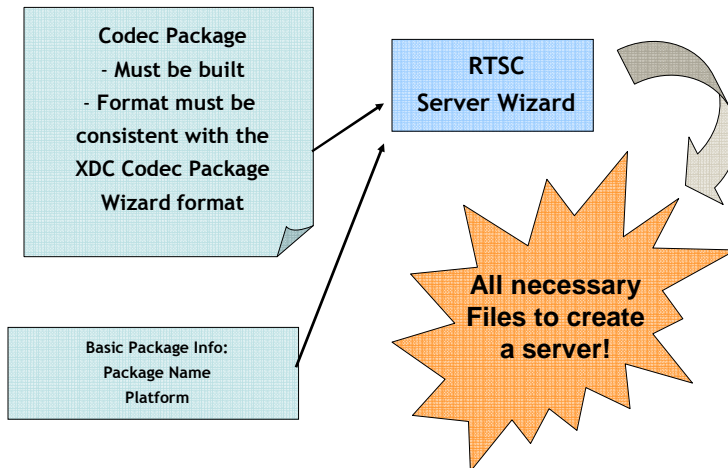 Codec Package
- Must be built
- Format must be
consistent with the
XDC Codec Package
Wizard format
RTSC
Server Wizard
All necessary
Files to create
a server!
Basic Package Info:
Package Name
Platform